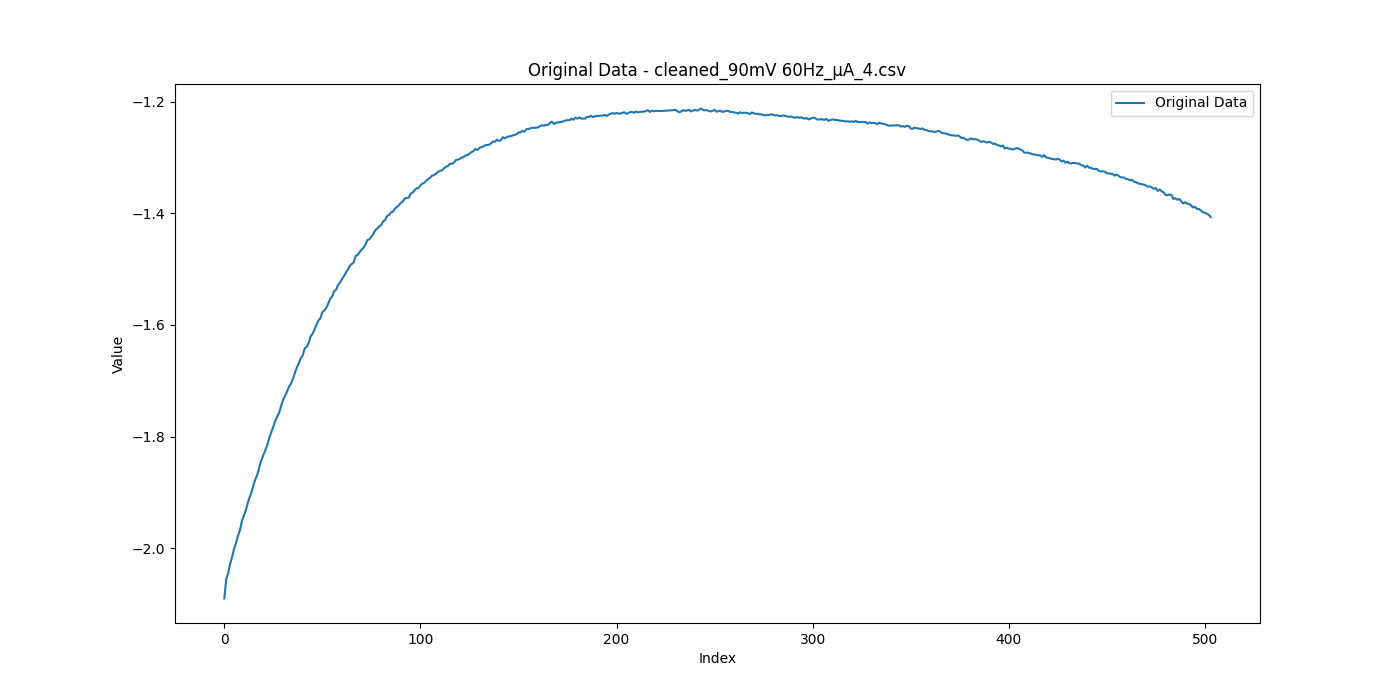 Original Data - cleaned_90mV 60Hz_µA_4.csv
Original Data
−1.2
−1.4
−1.6
−1.8
−2.0
Value
0 100 200 300 400 500
Index